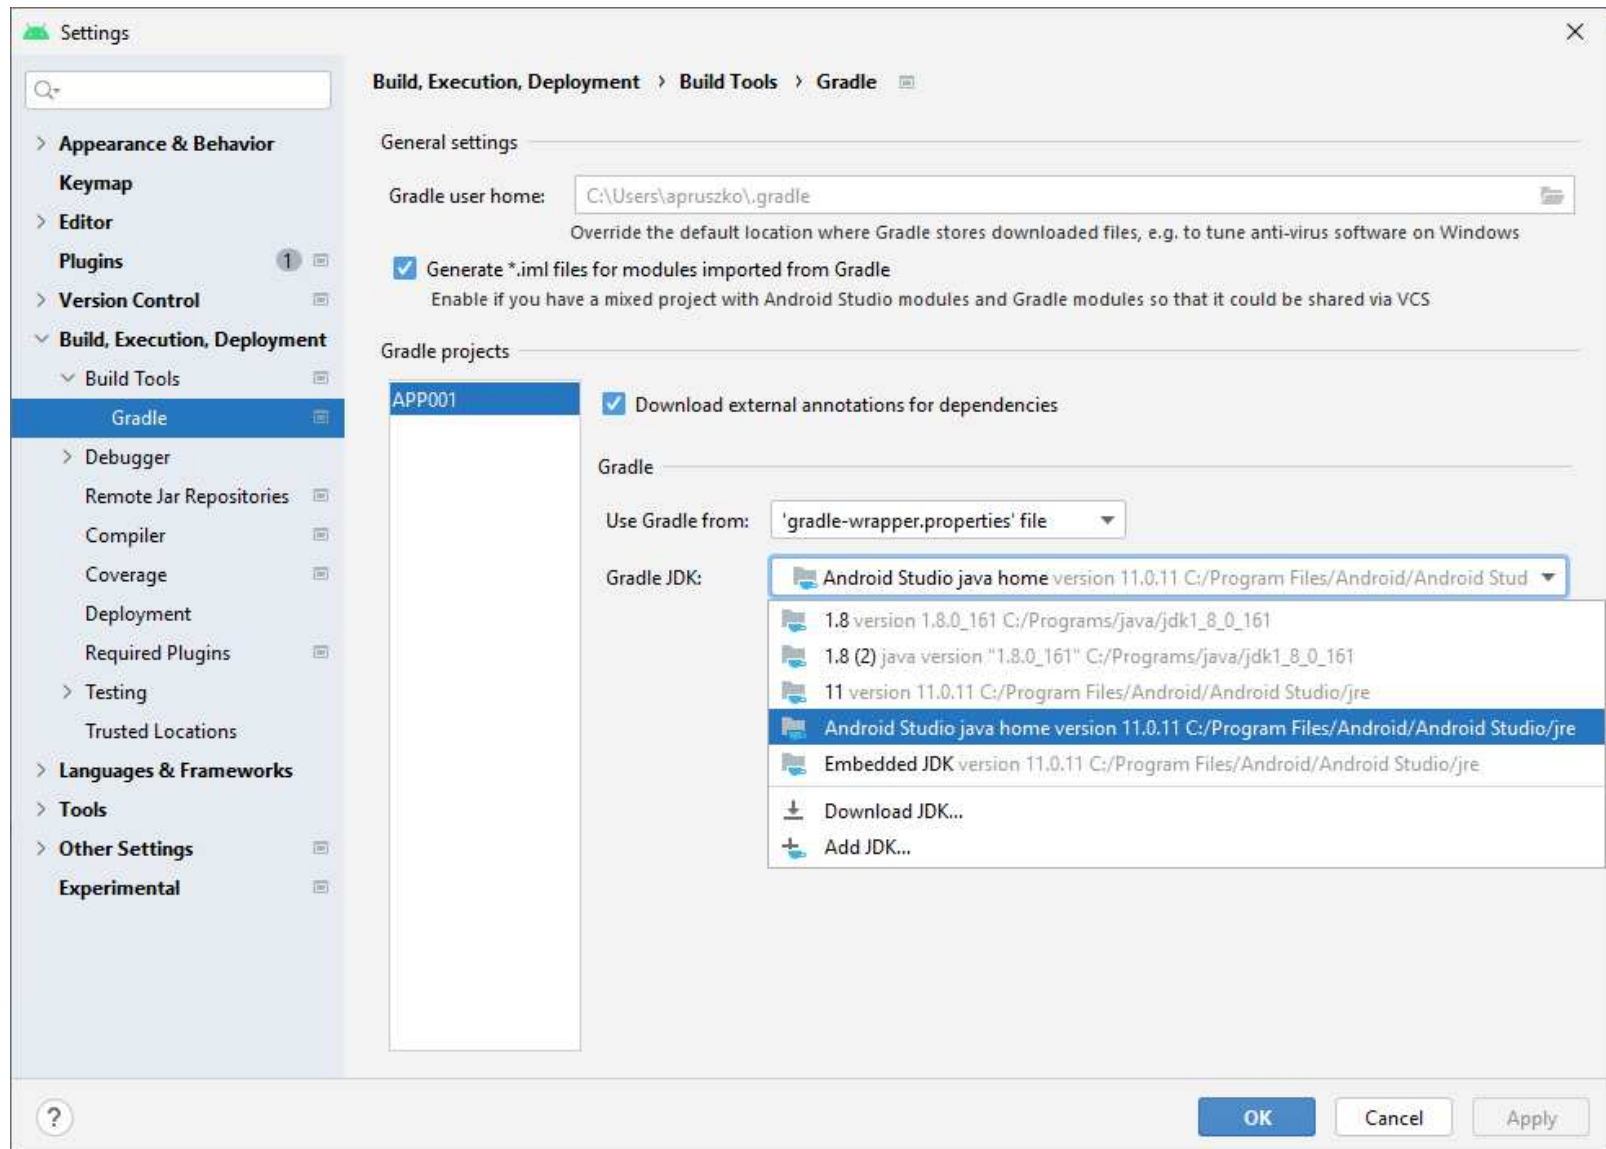 Settings
Build, Execution, Deployment > Build Tools > Gradle
Appearance & Behavior
Keymap
Editor
Plugins 1
Version Control
Build, Execution, Deployment
Build Tools
Gradle
Debugger
Remote Jar Repositories
Compiler
Coverage
Deployment
Required Plugins
Testing
Trusted Locations
Languages & Frameworks
Tools
Other Settings
Experimental
General settings
Gradle user home: C:\Users\apruszko\.gradle
Override the default location where Gradle stores downloaded files, e.g. to tune anti-virus software on Windows
Generate *.iml files for modules imported from Gradle
Enable if you have a mixed project with Android Studio modules and Gradle modules so that it could be shared via VCS
Gradle projects
APP001
Download external annotations for dependencies
Gradle
Use Gradle from: 'gradle-wrapper.properties' file
Gradle JDK: Android Studio java home version 11.0.11 C:/Program Files/Android/Android Stud
1.8 version 1.8.0_161 C:/Programs/java/jdk1_8_0_161
1.8 (2) java version "1.8.0_161" C:/Programs/java/jdk1_8_0_161
11 version 11.0.11 C:/Program Files/Android/Android Studio/jre
Android Studio java home version 11.0.11 C:/Program Files/Android/Android Studio/jre
Embedded JDK version 11.0.11 C:/Program Files/Android/Android Studio/jre
Download JDK...
Add JDK...
?
OK Cancel Apply